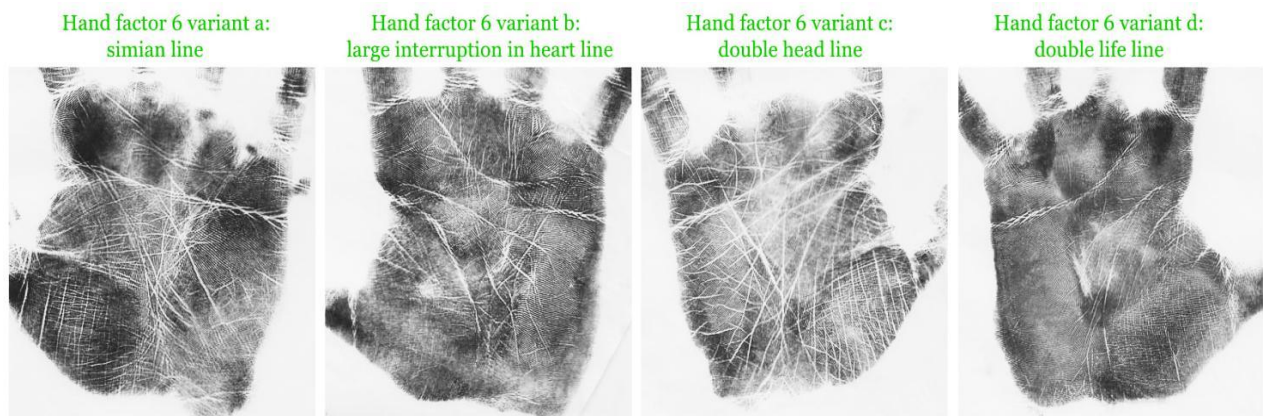 Hand factor 6 variant a:
simian line
Hand factor 6 variant b:
large interruption in heart line
Hand factor 6 variant c:
double head line
Hand factor 6 variant d:
double life line